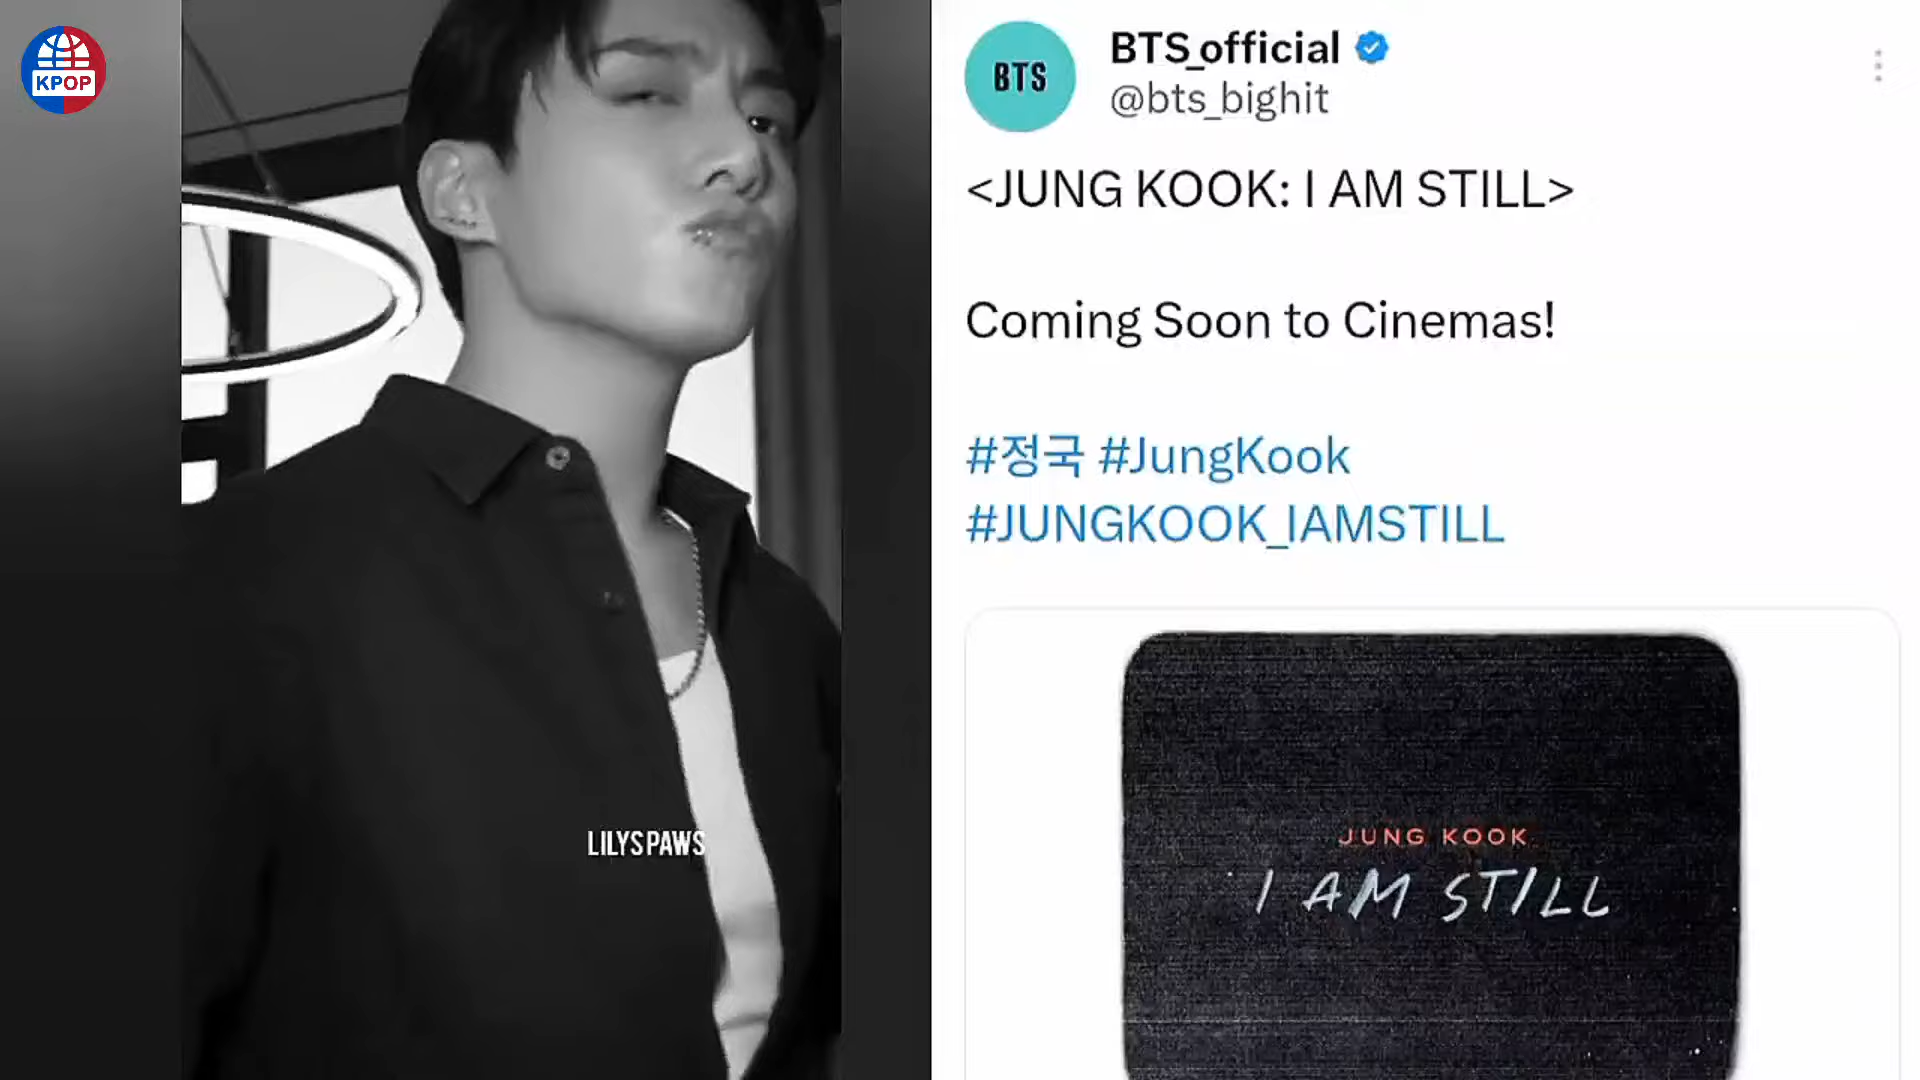 KPOP
LILYSPAWS
BTS
BTS_official
@bts_bighit
<JUNG KOOK: I AM STILL>
Coming Soon to Cinemas!
#정국 #JungKook
#JUNGKOOK_IAMSTILL
JUNG KOOK
I AM STILL